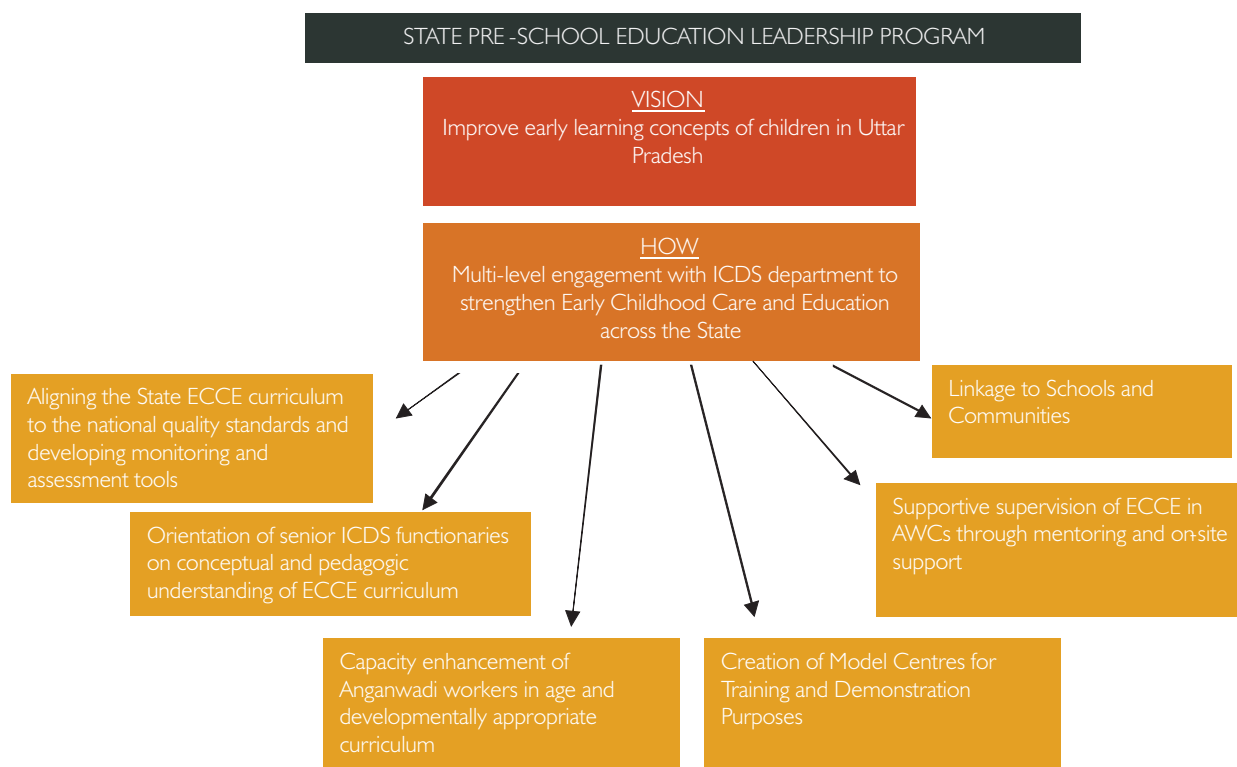 STATE PRE-SCHOOL EDUCATION LEADERSHIP PROGRAM
VISION
Improve early learning concepts of children in Uttar
Pradesh
HOW
Multi-level engagement with ICDS department to
strengthen Early Childhood Care and Education
across the State
Aligning the State ECCE curriculum
to the national quality standards and
developing monitoring and
assessment tools
Orientation of senior ICDS functionaries
on conceptual and pedagogic
understanding of ECCE curriculum
Capacity enhancement of
Anganwadi workers in age and
developmentally appropriate
curriculum
Creation of Model Centres for
Training and Demonstration
Purposes
Supportive supervision of ECCE in
AWCs through mentoring and on-site
support
Linkage to Schools and
Communities